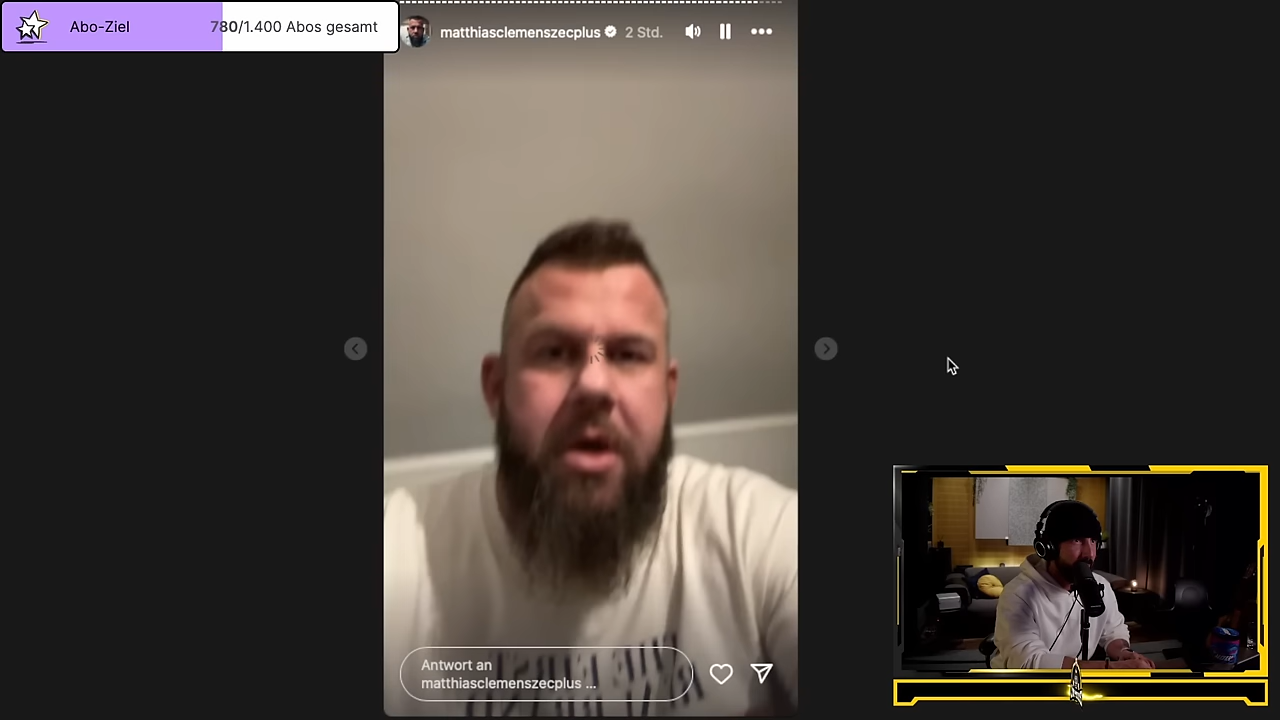 Abo-Ziel
780/1.400 Abos gesamt
matthiasclemenszecplus
2 Std.
Antwort an
matthiasclemenszecplus ...